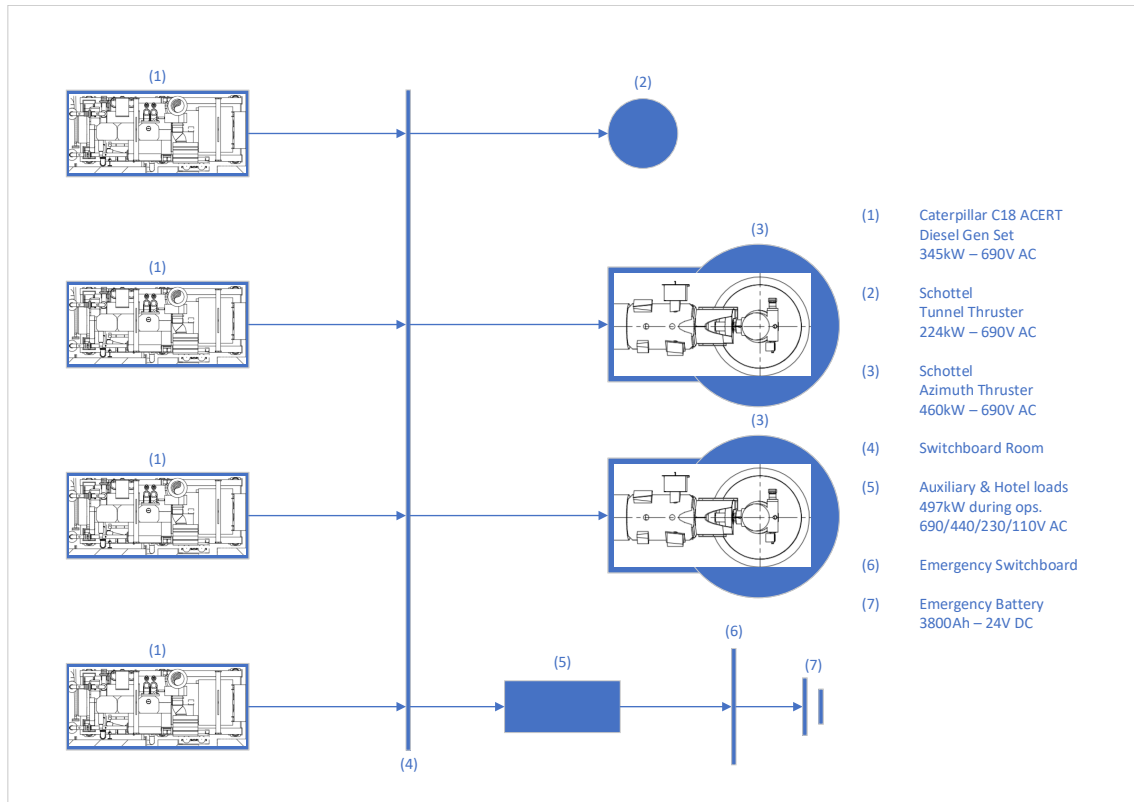 (1)
(2)
(1)
(3)
(1)
(3)
(1)
(5)
(6)
(7)
(4)
(1) Caterpillar C18 ACERT
Diesel Gen Set
345kW – 690V AC
(2) Schottel
Tunnel Thruster
224kW – 690V AC
(3) Schottel
Azimuth Thruster
460kW – 690V AC
(4) Switchboard Room
(5) Auxiliary & Hotel loads
497kW during ops.
690/440/230/110V AC
(6) Emergency Switchboard
(7) Emergency Battery
3800Ah – 24V DC